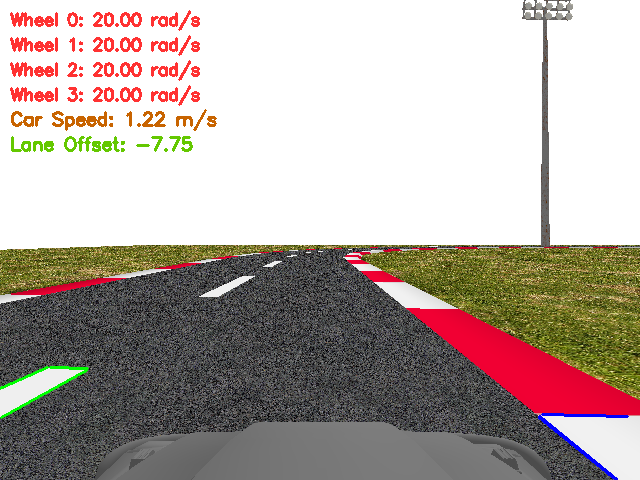 Wheel 0: 20.00 rad/s
Wheel 1: 20.00 rad/s
Wheel 2: 20.00 rad/s
Wheel 3: 20.00 rad/s
Car Speed: 1.22 m/s
Lane Offset: -7.75